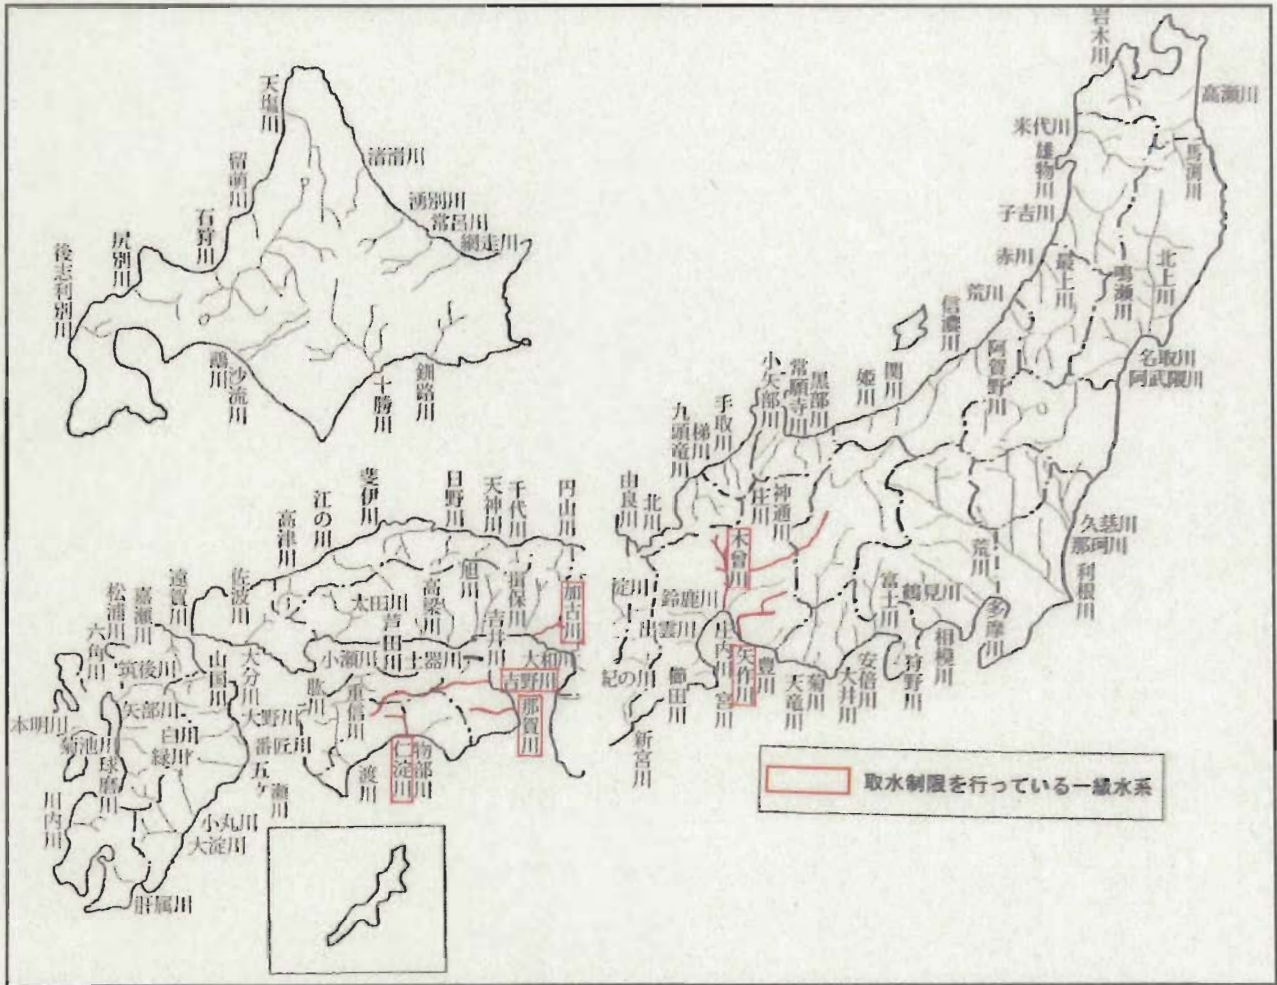 岩木川
高瀬川
米代川
馬淵川
雄物川
子吉川
赤川
最上川
鳴瀬川
北上川
荒川
名取川
阿武隈川
信濃川
阿賀野川
関川
姫川
黒部川
常願寺川
小矢部川
神通川
庄川
手取川
梯川
九頭竜川
北川
由良川
久慈川
那珂川
利根川
荒川
多摩川
鶴見川
相模川
富士川
狩野川
安倍川
大井川
菊川
天竜川
豊川
矢作川
庄内川
木曾川
鈴鹿川
雲出川
櫛田川
宮川
淀川
大和川
紀の川
新宮川
天塩川
渚滑川
留萌川
湧別川
常呂川
網走川
石狩川
尻別川
後志利別川
鵡川
沙流川
十勝川
釧路川
円山川
千代川
天神川
日野川
斐伊川
江の川
高津川
佐波川
太田川
小瀬川
芦田川
高梁川
旭川
吉井川
揖保川
加古川
土器川
吉野川
那賀川
物部川
仁淀川
渡川
肱川
重信川
遠賀川
嘉瀬川
松浦川
六角川
筑後川
矢部川
本明川
菊池川
白川
緑川
球磨川
川内川
肝属川
大淀川
小丸川
五ケ瀬川
番匠川
大野川
大分川
山国川
取水制限を行っている一級水系